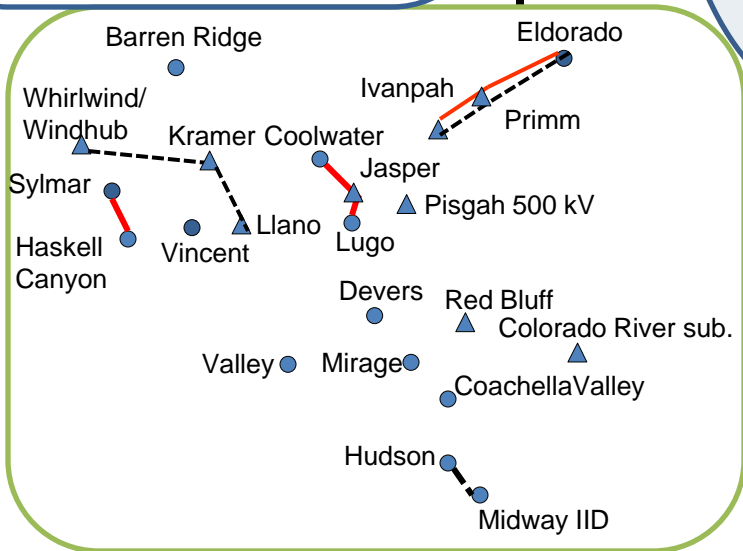 Barren Ridge
Eldorado
Ivanpah
Whirlwind/
Windhub
Primm
Kramer
Coolwater
Jasper
Sylmar
Pisgah 500 kV
Llano
Lugo
Vincent
Haskell
Canyon
Devers
Red Bluff
Colorado River sub.
Valley
Mirage
CoachellaValley
Hudson
Midway IID